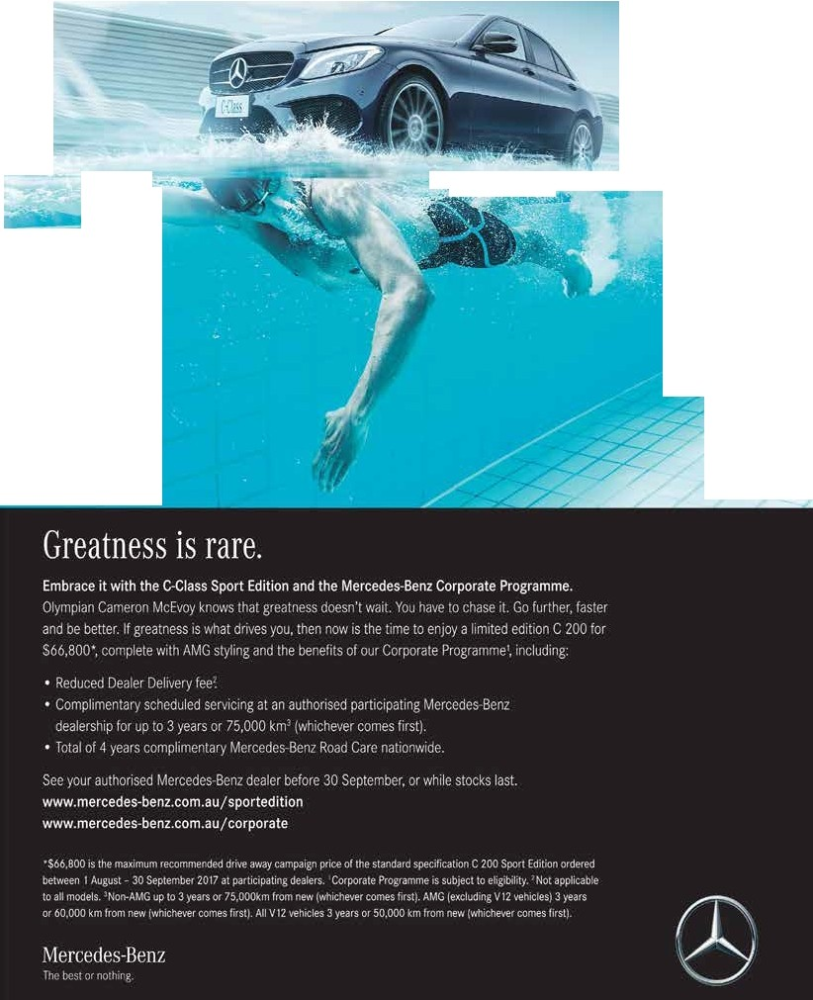 C-Class
Greatness is rare.
Embrace it with the C-Class Sport Edition and the Mercedes-Benz Corporate Programme.
Olympian Cameron McEvoy knows that greatness doesn't wait. You have to chase it. Go further, faster
and be better. If greatness is what drives you, then now is the time to enjoy a limited edition C 200 for
$66,800*, complete with AMG styling and the benefits of our Corporate Programme¹, including:
• Reduced Dealer Delivery fee².
• Complimentary scheduled servicing at an authorised participating Mercedes-Benz
dealership for up to 3 years or 75,000 km³ (whichever comes first).
• Total of 4 years complimentary Mercedes-Benz Road Care nationwide.
See your authorised Mercedes-Benz dealer before 30 September, or while stocks last.
www.mercedes-benz.com.au/sportedition
www.mercedes-benz.com.au/corporate
*$66,800 is the maximum recommended drive away campaign price of the standard specification C 200 Sport Edition ordered
between 1 August – 30 September 2017 at participating dealers. ¹Corporate Programme is subject to eligibility. ²Not applicable
to all models. ³Non-AMG up to 3 years or 75,000km from new (whichever comes first). AMG (excluding V12 vehicles) 3 years
or 60,000 km from new (whichever comes first). All V12 vehicles 3 years or 50,000 km from new (whichever comes first).
Mercedes-Benz
The best or nothing.